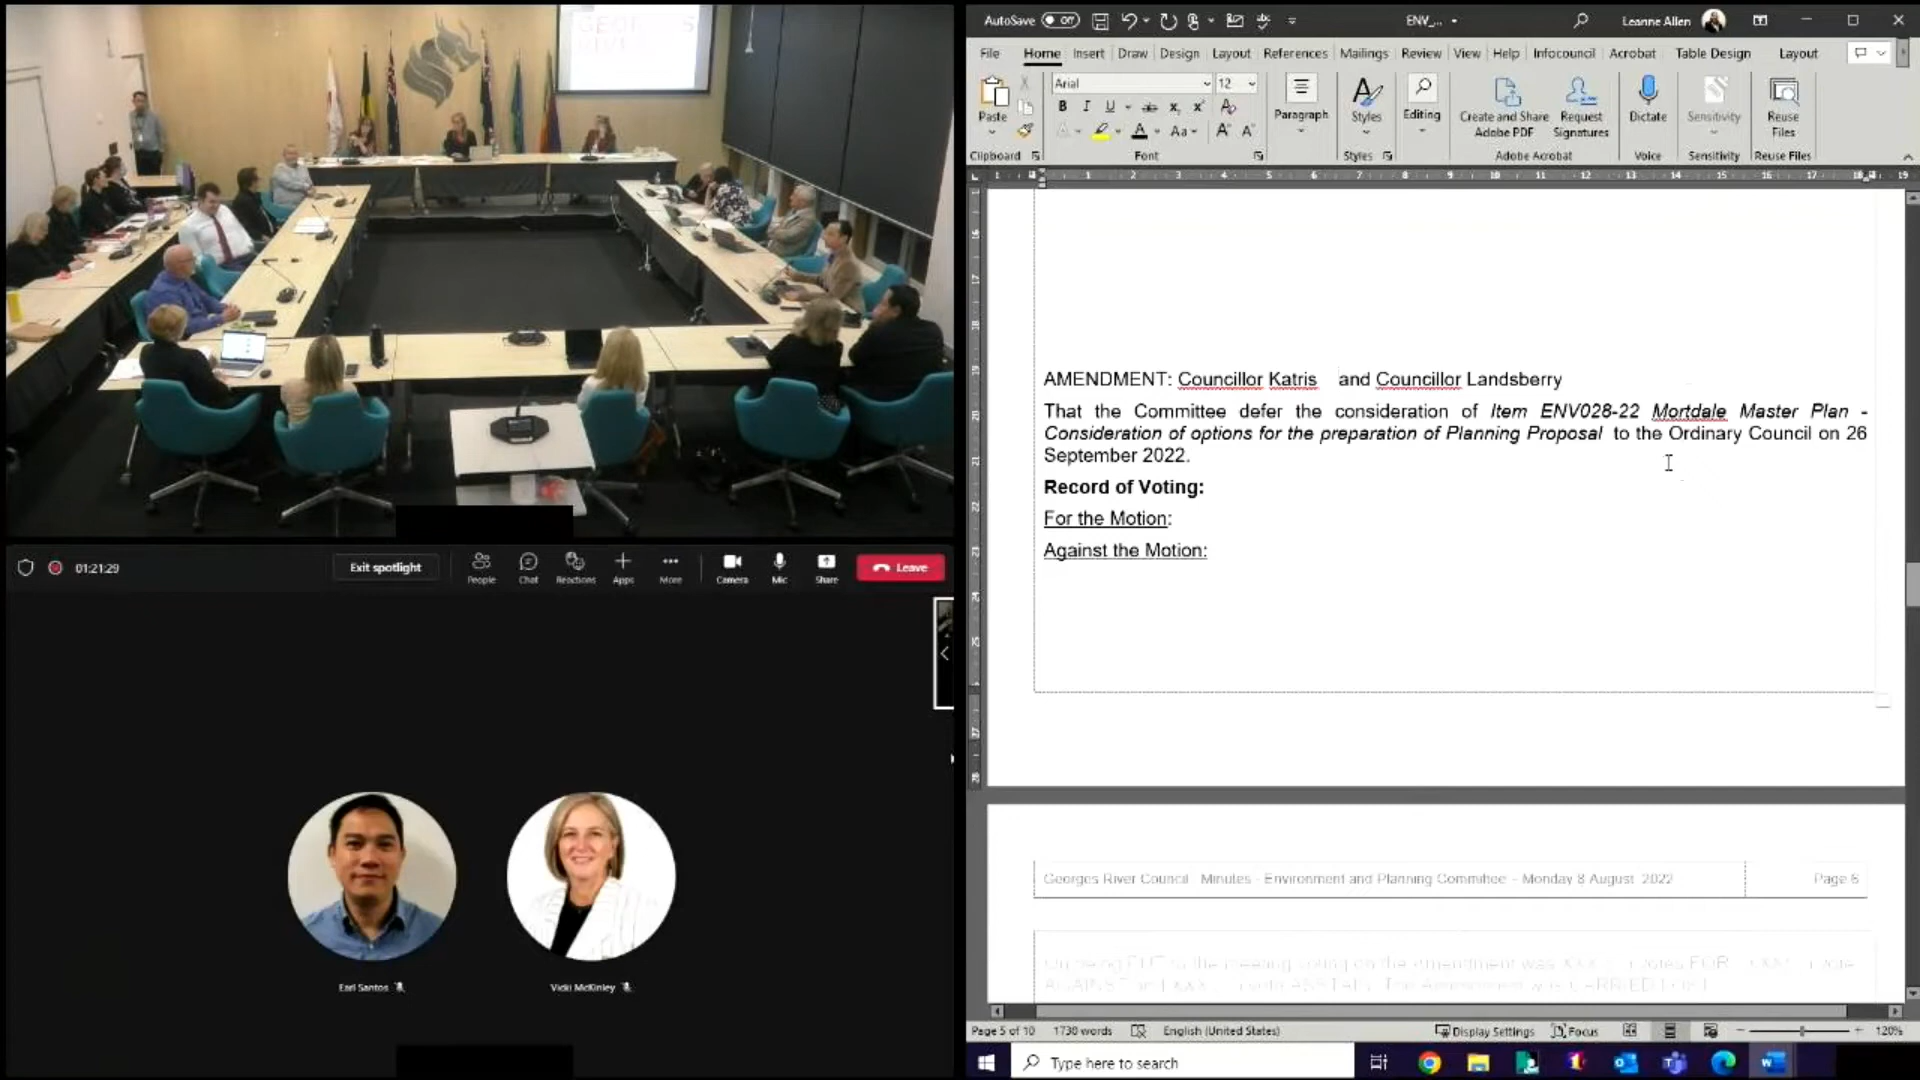 GEORGES
RIVER
01:21:29
Exit spotlight
People
Chat
Reactions
Apps
More
Camera
Mic
Share
Leave
Earl Santos
Vicki McKinley
AutoSave Off
ENV_...
Leanne Allen
File Home Insert Draw Design Layout References Mailings Review View Help Infocouncil Acrobat Table Design Layout
Paste
Clipboard
Arial 12
Font
Paragraph
Styles
Styles
Editing
Create and Share Adobe PDF
Request Signatures
Adobe Acrobat
Dictate
Voice
Sensitivity
Sensitivity
Reuse Files
Reuse Files
AMENDMENT: Councillor Katris and Councillor Landsberry
That the Committee defer the consideration of Item ENV028-22 Mortdale Master Plan -
Consideration of options for the preparation of Planning Proposal to the Ordinary Council on 26
September 2022.
Record of Voting:
For the Motion:
Against the Motion:
Georges River Council Minutes - Environment and Planning Committee - Monday 8 August 2022 Page 6
Page 5 of 10 1730 words English (United States) Display Settings Focus 120%
Type here to search